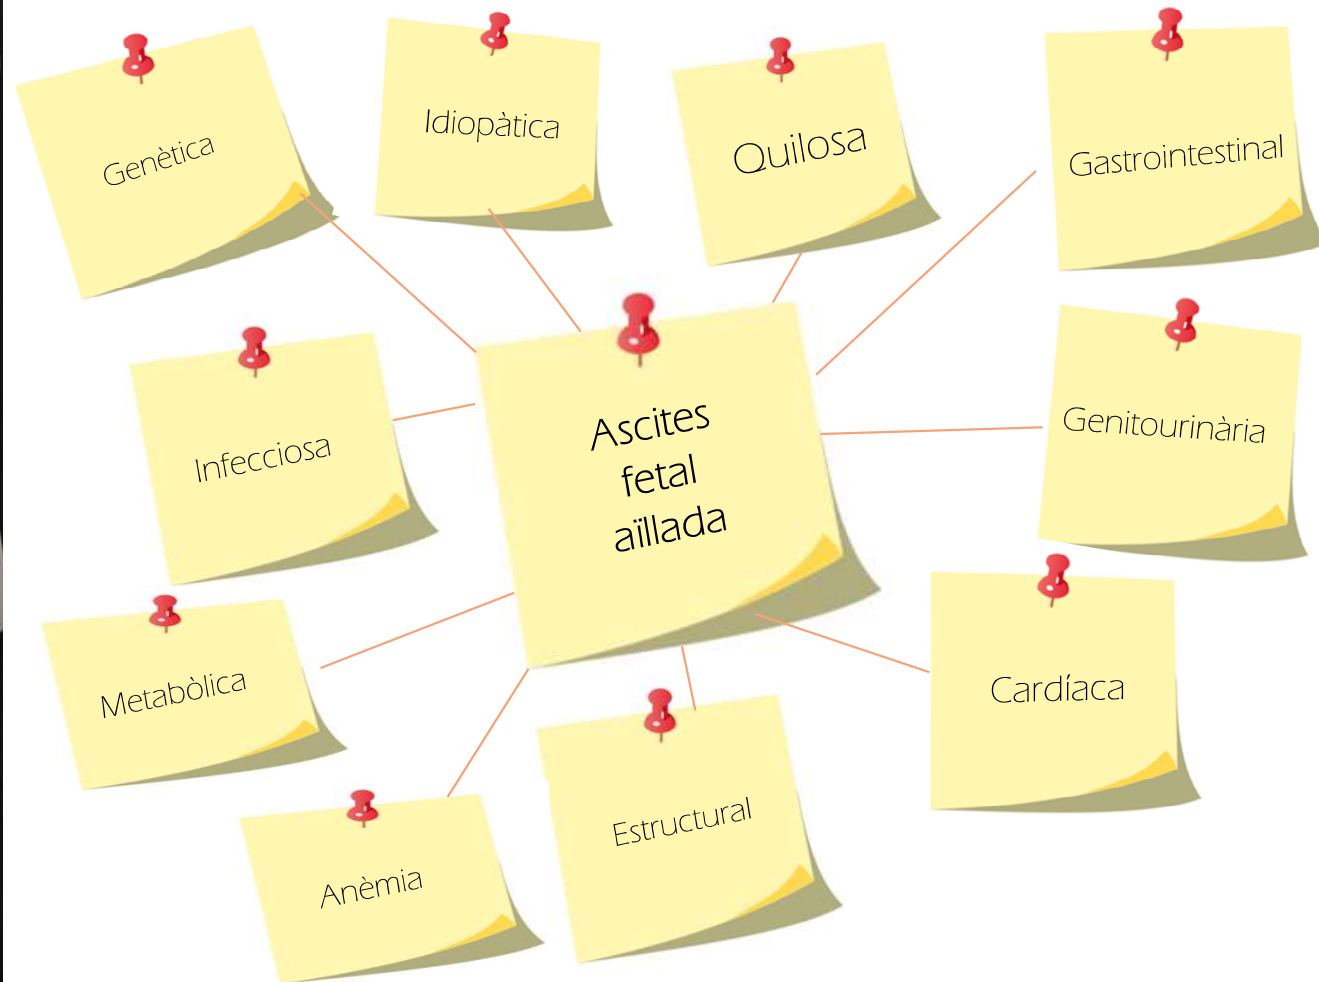 Genètica
Idiopàtica
Quilosa
Gastrointestinal
Infecciosa
Ascites
fetal
aïllada
Genitourinària
Metabòlica
Cardíaca
Anèmia
Estructural